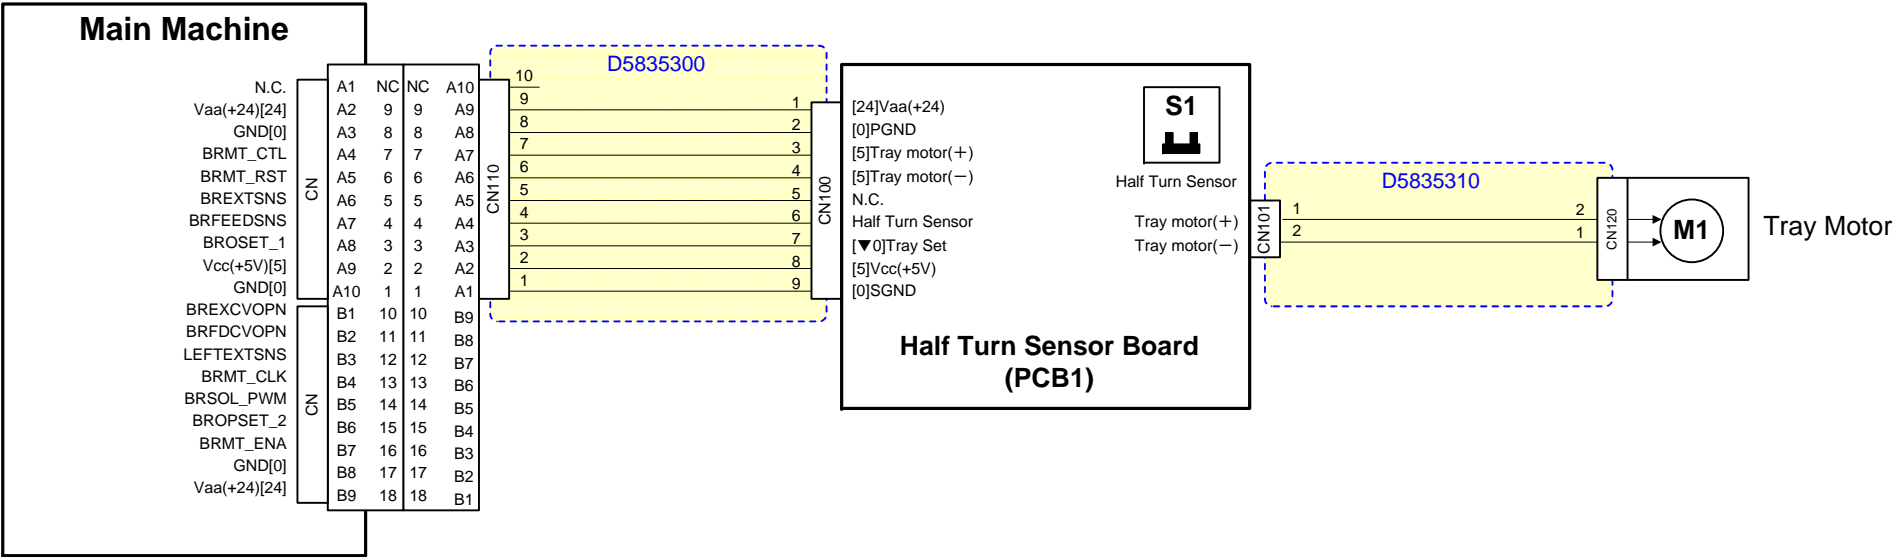 Main Machine
N.C. A1 NC NC A10 10
Vaa(+24)[24] A2 9 9 A9 9
GND[0] A3 8 8 A8 8
BRMT_CTL A4 7 7 A7 7
BRMT_RST A5 6 6 A6 6
BREXTSNS A6 5 5 A5 5
BRFEEDSNS A7 4 4 A4 4
BROSET_1 A8 3 3 A3 3
Vcc(+5V)[5] A9 2 2 A2 2
GND[0] A10 1 1 A1 1
BREXCVOPN B1 10 10 B9
BRFDCVOPN B2 11 11 B8
LEFTEXTSNS B3 12 12 B7
BRMT_CLK B4 13 13 B6
BRSOL_PWM B5 14 14 B5
BROPSET_2 B6 15 15 B4
BRMT_ENA B7 16 16 B3
GND[0] B8 17 17 B2
Vaa(+24)[24] B9 18 18 B1
CN
CN
CN110
D5835300
CN100
1 [24]Vaa(+24)
2 [0]PGND
3 [5]Tray motor(+)
4 [5]Tray motor(−)
5 N.C.
6 Half Turn Sensor
7 [▼0]Tray Set
8 [5]Vcc(+5V)
9 [0]SGND
S1
Half Turn Sensor
Tray motor(+)
Tray motor(−)
Half Turn Sensor Board
(PCB1)
CN101
D5835310
1 2
2 1
CN120
M1
Tray Motor